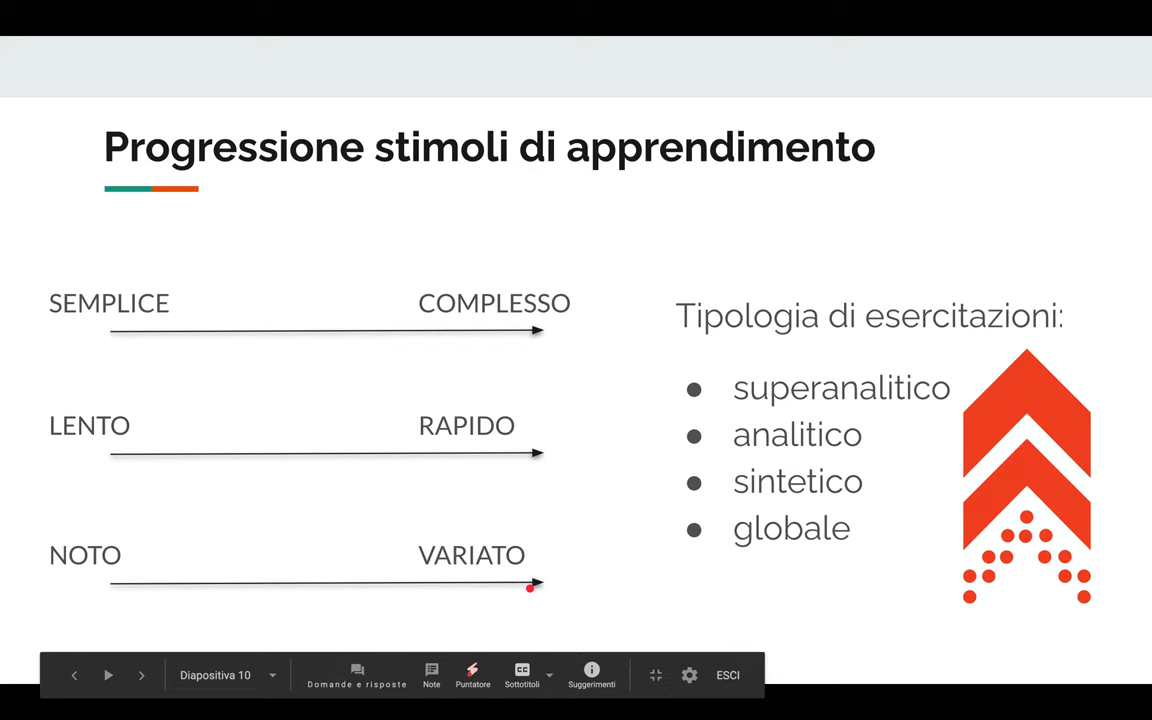 Progressione stimoli di apprendimento
SEMPLICE COMPLESSO
LENTO RAPIDO
NOTO VARIATO
Tipologia di esercitazioni:
superanalitico
analitico
sintetico
globale
Diapositiva 10
Domande e risposte
Note
Puntatore
CC
Sottotitoli
Suggerimenti
ESCI